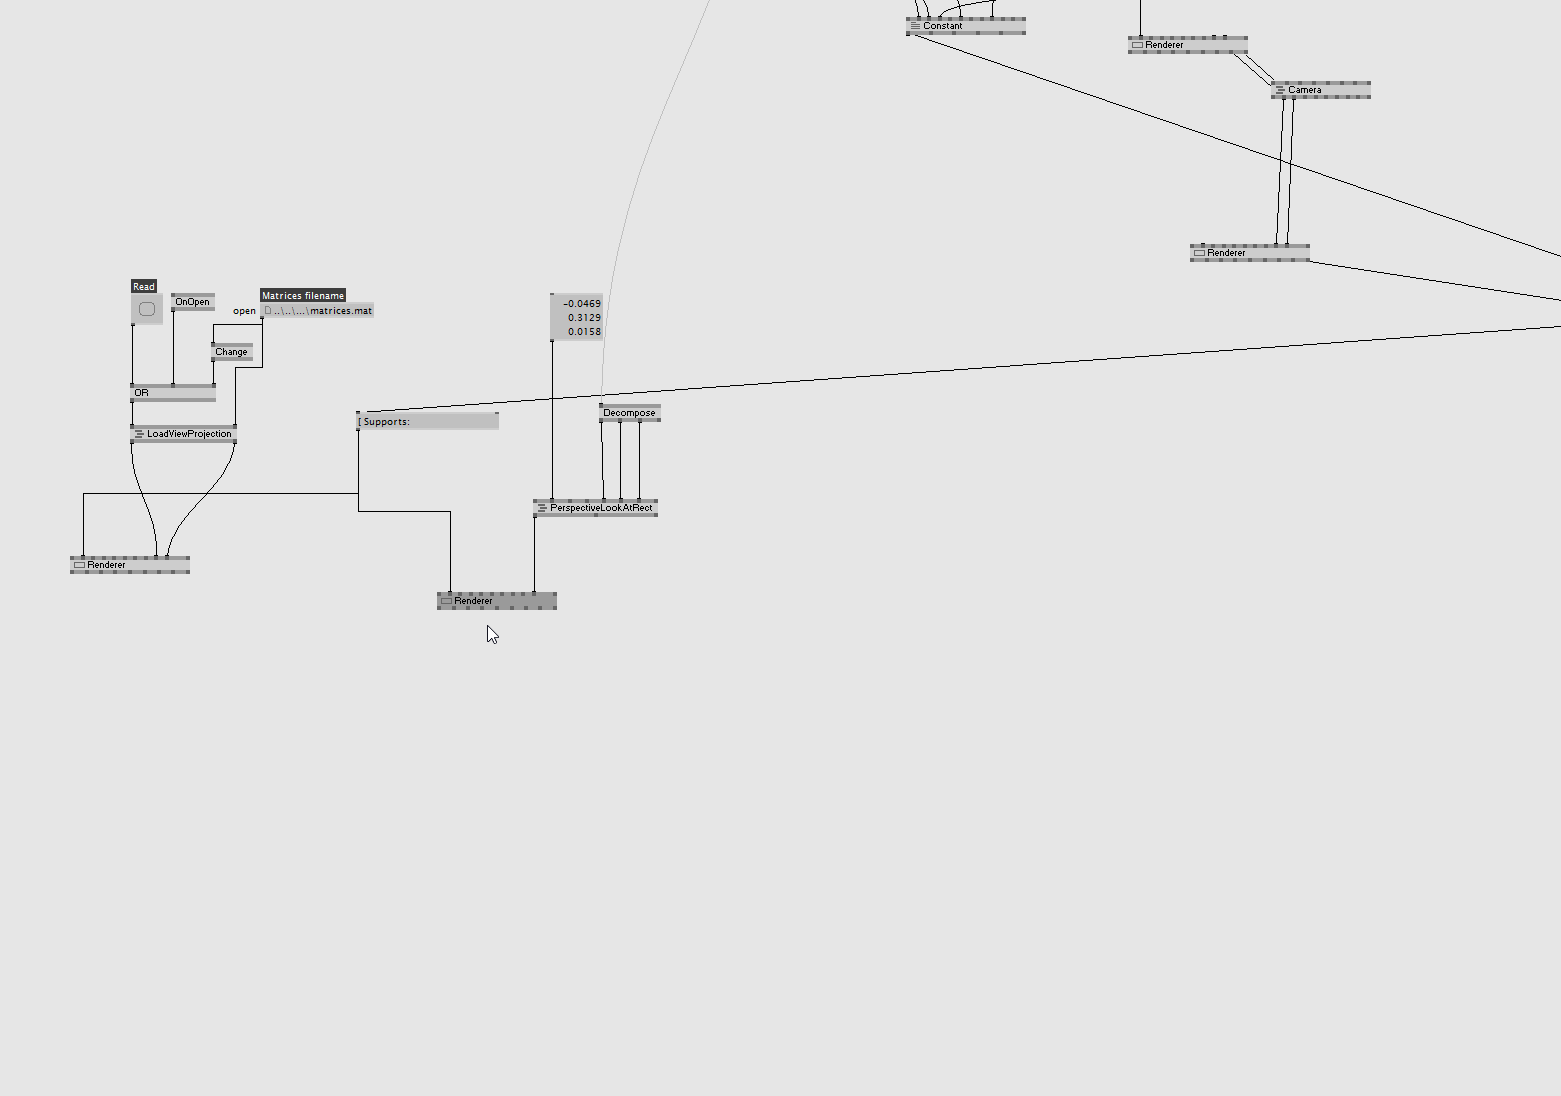 Constant
Renderer
Camera
Renderer
Read
OnOpen
Matrices filename
open
..\..\...\matrices.mat
-0.0469
0.3129
0.0158
Change
OR
Decompose
[ Supports:
LoadViewProjection
PerspectiveLookAtRect
Renderer
Renderer